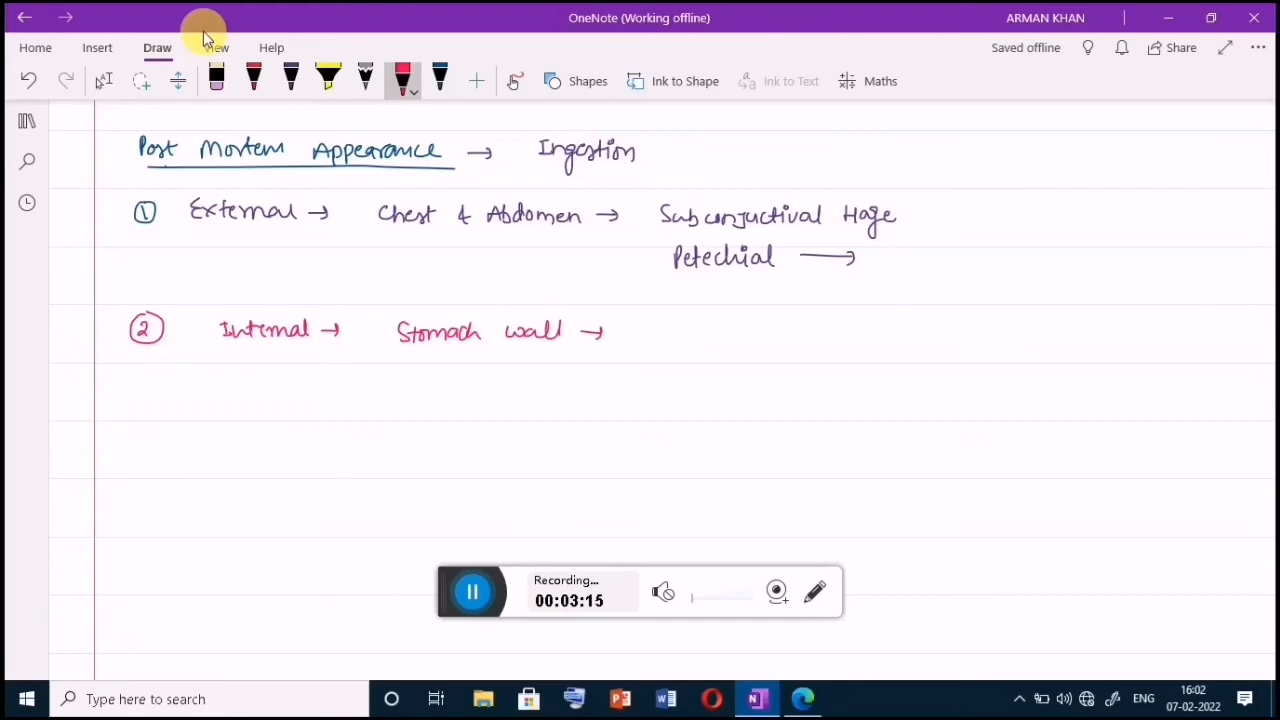 OneNote (Working offline)
ARMAN KHAN
Home Insert Draw View Help
Saved offline
Share
Shapes
Ink to Shape
Ink to Text
Maths
Post Mortem Appearance → Ingestion
① External → Chest & Abdomen → Subconjuctival Hage
Petechial →
② Internal → Stomach wall →
Recording...
00:03:15
Type here to search
ENG
16:02
07-02-2022